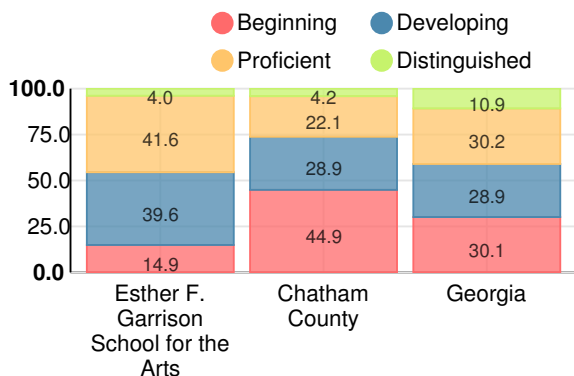 Beginning
Developing
Proficient
Distinguished
100.0
75.0
50.0
25.0
0.0
4.0
41.6
39.6
14.9
4.2
22.1
28.9
44.9
10.9
30.2
28.9
30.1
Esther F.
Garrison
School for the
Arts
Chatham
County
Georgia